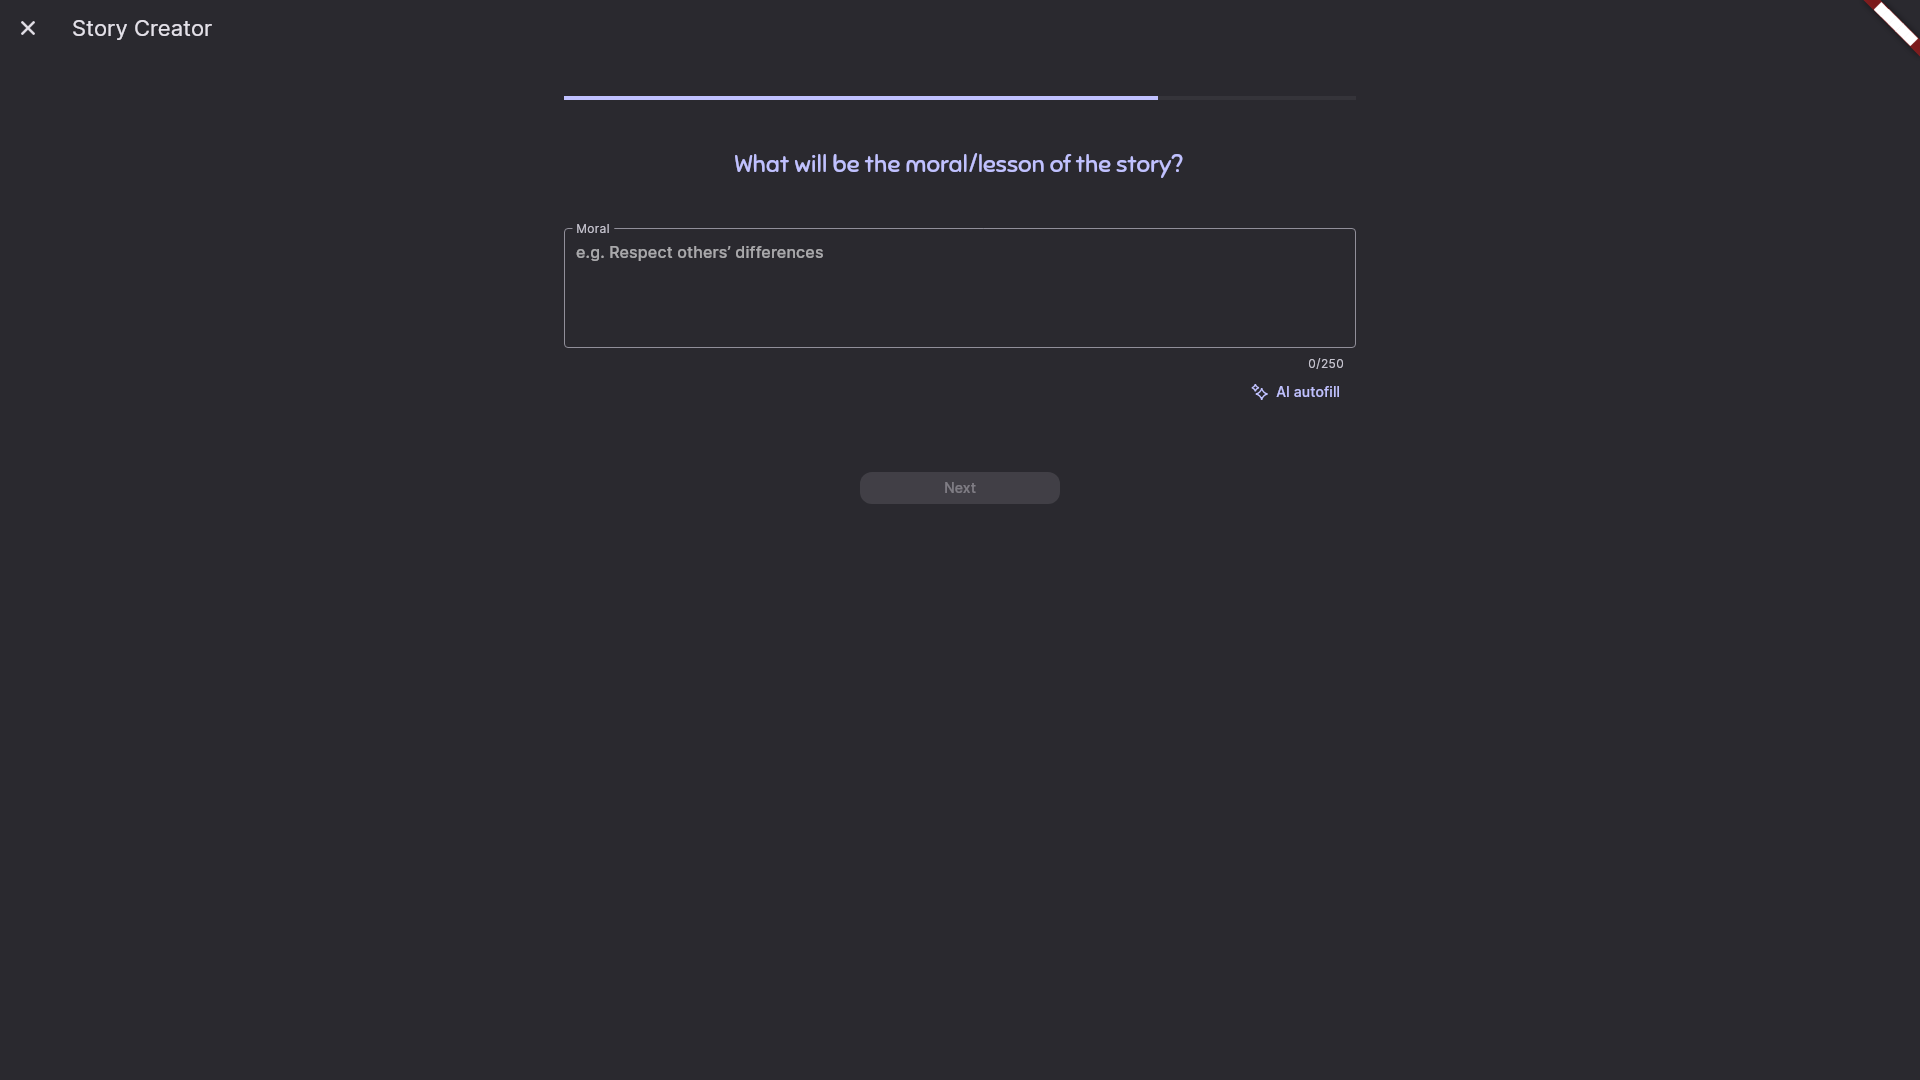 Story Creator
What will be the moral/lesson of the story?
Moral
e.g. Respect others’ differences
0/250
AI autofill
Next